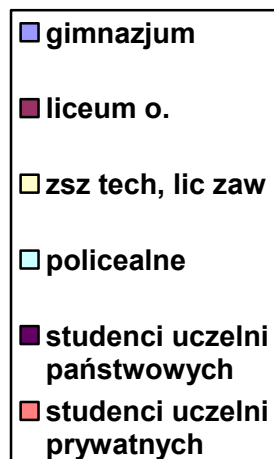 gimnazjum
liceum o.
zsz tech, lic zaw
policealne
studenci uczelni
państwowych
studenci uczelni
prywatnych